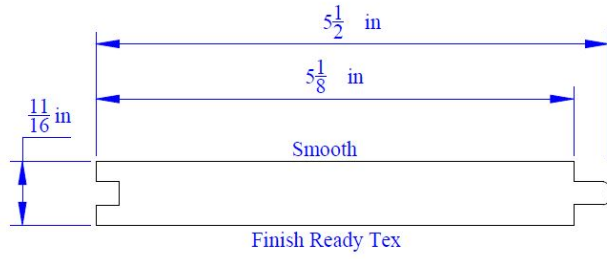 5 1/2 in
5 1/8 in
11/16 in
Smooth
Finish Ready Tex